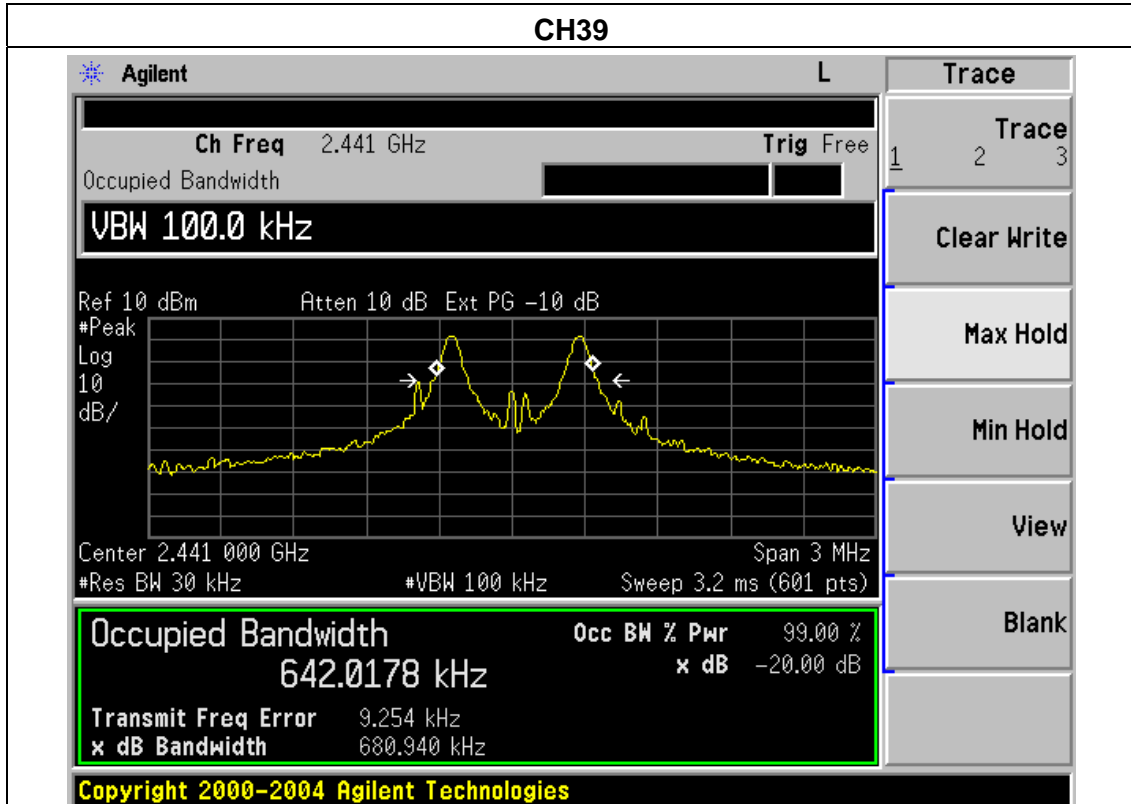 CH39
Agilent L Trace
Ch Freq 2.441 GHz Trig Free
Occupied Bandwidth
VBW 100.0 kHz
Ref 10 dBm Atten 10 dB Ext PG -10 dB
#Peak
Log
10
dB/
Center 2.441 000 GHz Span 3 MHz
#Res BW 30 kHz #VBW 100 kHz Sweep 3.2 ms (601 pts)
Occupied Bandwidth Occ BW % Pwr 99.00 %
642.0178 kHz x dB -20.00 dB
Transmit Freq Error 9.254 kHz
x dB Bandwidth 680.940 kHz
Trace
1 2 3
Clear Write
Max Hold
Min Hold
View
Blank
Copyright 2000-2004 Agilent Technologies